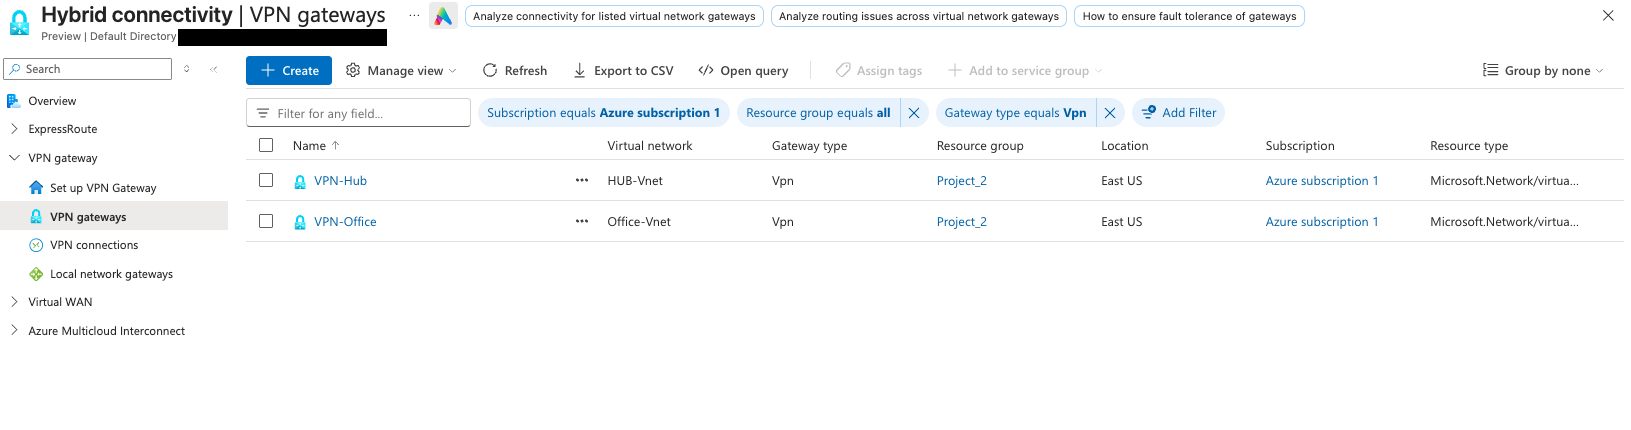 Hybrid connectivity | VPN gateways ... Analyze connectivity for listed virtual network gateways Analyze routing issues across virtual network gateways How to ensure fault tolerance of gateways
Preview | Default Directory
Search
Create Manage view Refresh Export to CSV Open query Assign tags Add to service group Group by none
Overview
ExpressRoute
VPN gateway
Set up VPN Gateway
VPN gateways
VPN connections
Local network gateways
Virtual WAN
Azure Multicloud Interconnect
Filter for any field... Subscription equals Azure subscription 1 Resource group equals all Gateway type equals Vpn Add Filter
Name ↑ Virtual network Gateway type Resource group Location Subscription Resource type
VPN-Hub ... HUB-Vnet Vpn Project_2 East US Azure subscription 1 Microsoft.Network/virtua...
VPN-Office ... Office-Vnet Vpn Project_2 East US Azure subscription 1 Microsoft.Network/virtua...